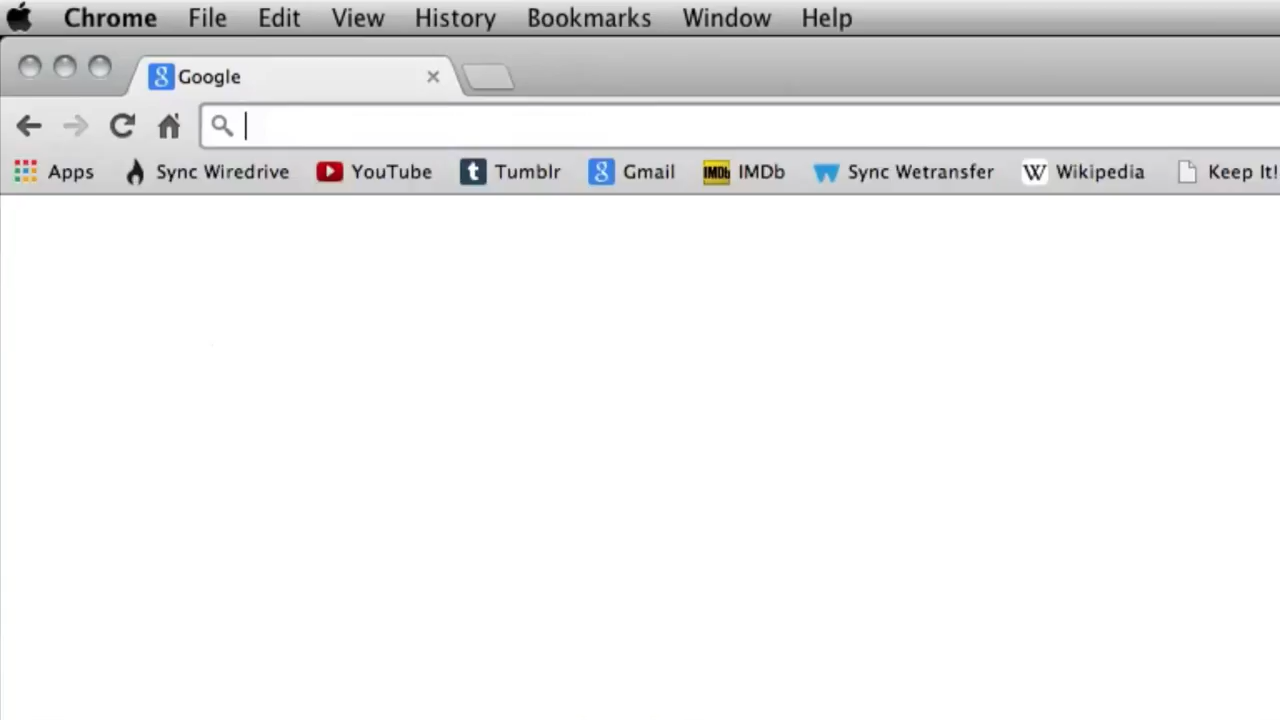 Chrome File Edit View History Bookmarks Window Help
Google
Apps Sync Wiredrive YouTube Tumblr Gmail IMDb Sync Wetransfer Wikipedia Keep It!